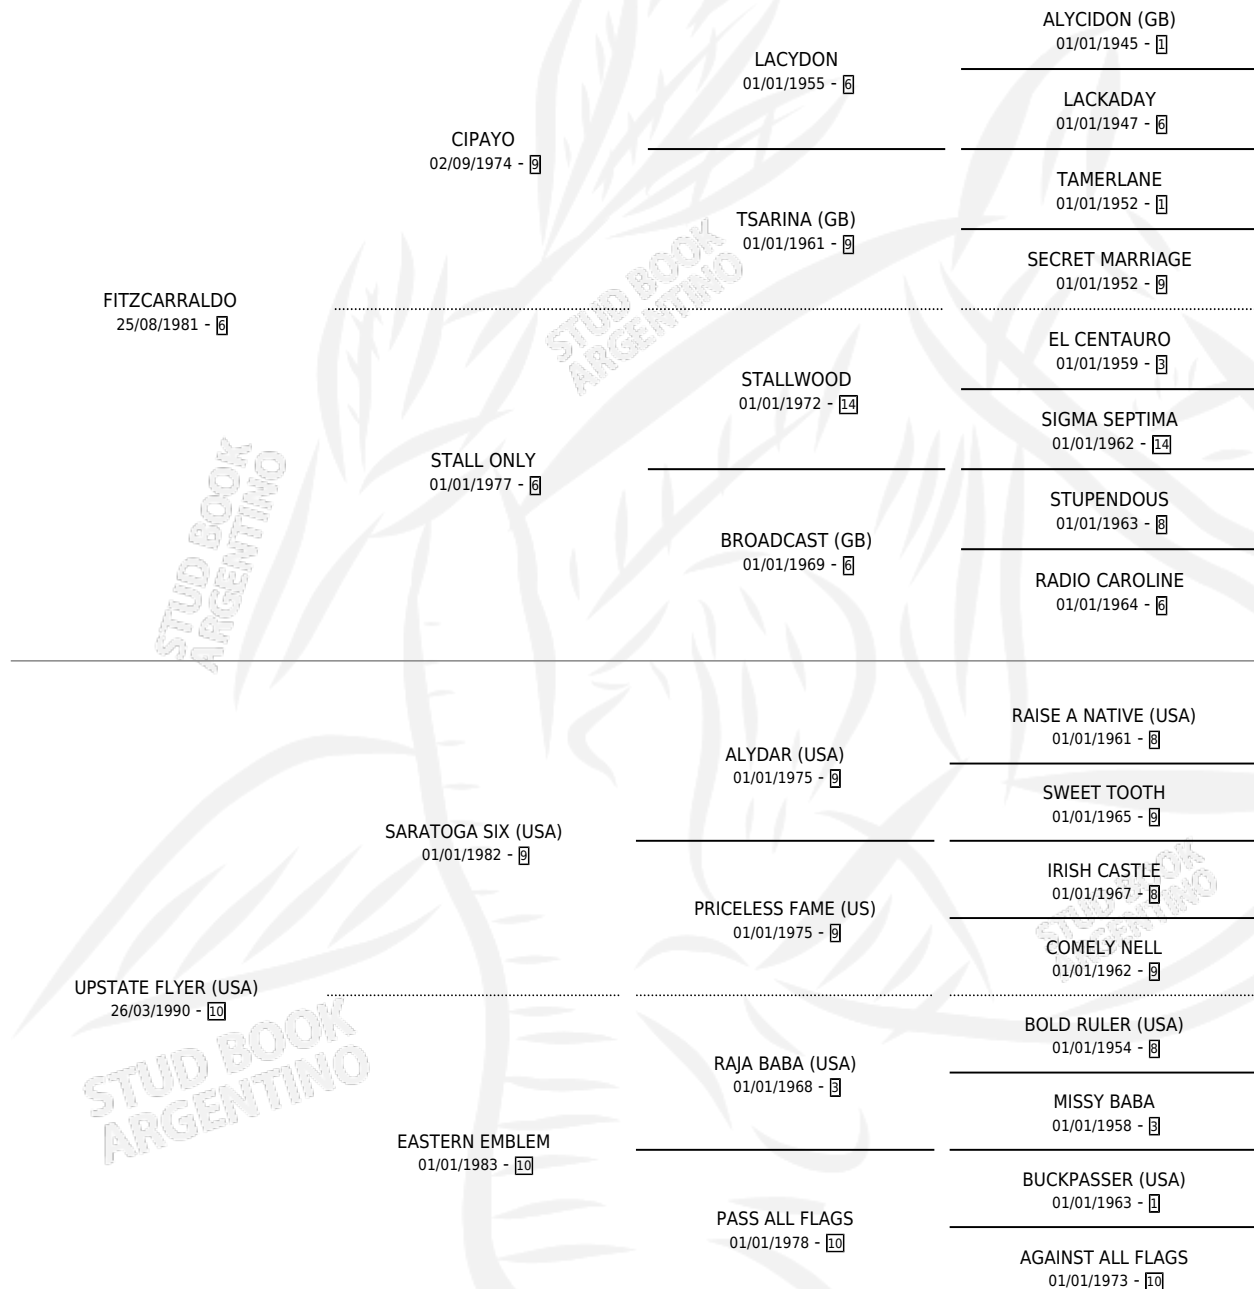 ALYCIDON (GB)
01/01/1945 - 1
LACYDON
01/01/1955 - 6
LACKADAY
01/01/1947 - 6
CIPAYO
02/09/1974 - 9
TAMERLANE
01/01/1952 - 1
TSARINA (GB)
01/01/1961 - 9
SECRET MARRIAGE
01/01/1952 - 9
FITZCARRALDO
25/08/1981 - 6
STUD BOOK
ARGENTINO
EL CENTAURO
01/01/1959 - 3
STALLWOOD
01/01/1972 - 14
SIGMA SEPTIMA
01/01/1962 - 14
STALL ONLY
01/01/1977 - 6
STUPENDOUS
01/01/1963 - 8
BROADCAST (GB)
01/01/1969 - 6
RADIO CAROLINE
01/01/1964 - 6
STUD BOOK
ARGENTINO
RAISE A NATIVE (USA)
01/01/1961 - 8
ALYDAR (USA)
01/01/1975 - 9
SWEET TOOTH
01/01/1965 - 9
SARATOGA SIX (USA)
01/01/1982 - 9
IRISH CASTLE
01/01/1967 - 8
PRICELESS FAME (US)
01/01/1975 - 9
COMELY NELL
01/01/1962 - 9
STUD BOOK
ARGENTINO
UPSTATE FLYER (USA)
26/03/1990 - 10
BOLD RULER (USA)
01/01/1954 - 8
RAJA BABA (USA)
01/01/1968 - 3
MISSY BABA
01/01/1958 - 3
STUD BOOK
ARGENTINO
EASTERN EMBLEM
01/01/1983 - 10
BUCKPASSER (USA)
01/01/1963 - 1
PASS ALL FLAGS
01/01/1978 - 10
AGAINST ALL FLAGS
01/01/1973 - 10